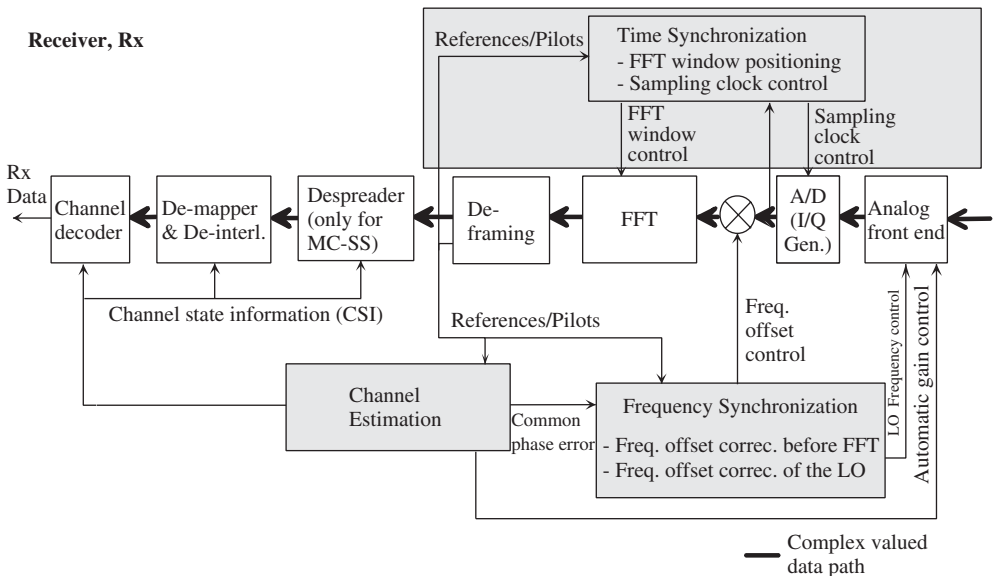 Receiver, Rx
References/Pilots
Time Synchronization
- FFT window positioning
- Sampling clock control
FFT
window
control
Sampling
clock
control
Rx
Data
Channel
decoder
De-mapper
& De-interl.
Despreader
(only for
MC-SS)
De-
framing
FFT
A/D
(I/Q
Gen.)
Analog
front end
Channel state information (CSI)
References/Pilots
Freq.
offset
control
LO Frequency control
Automatic gain control
Channel
Estimation
Common
phase error
Frequency Synchronization
- Freq. offset correc. before FFT
- Freq. offset correc. of the LO
Complex valued
data path